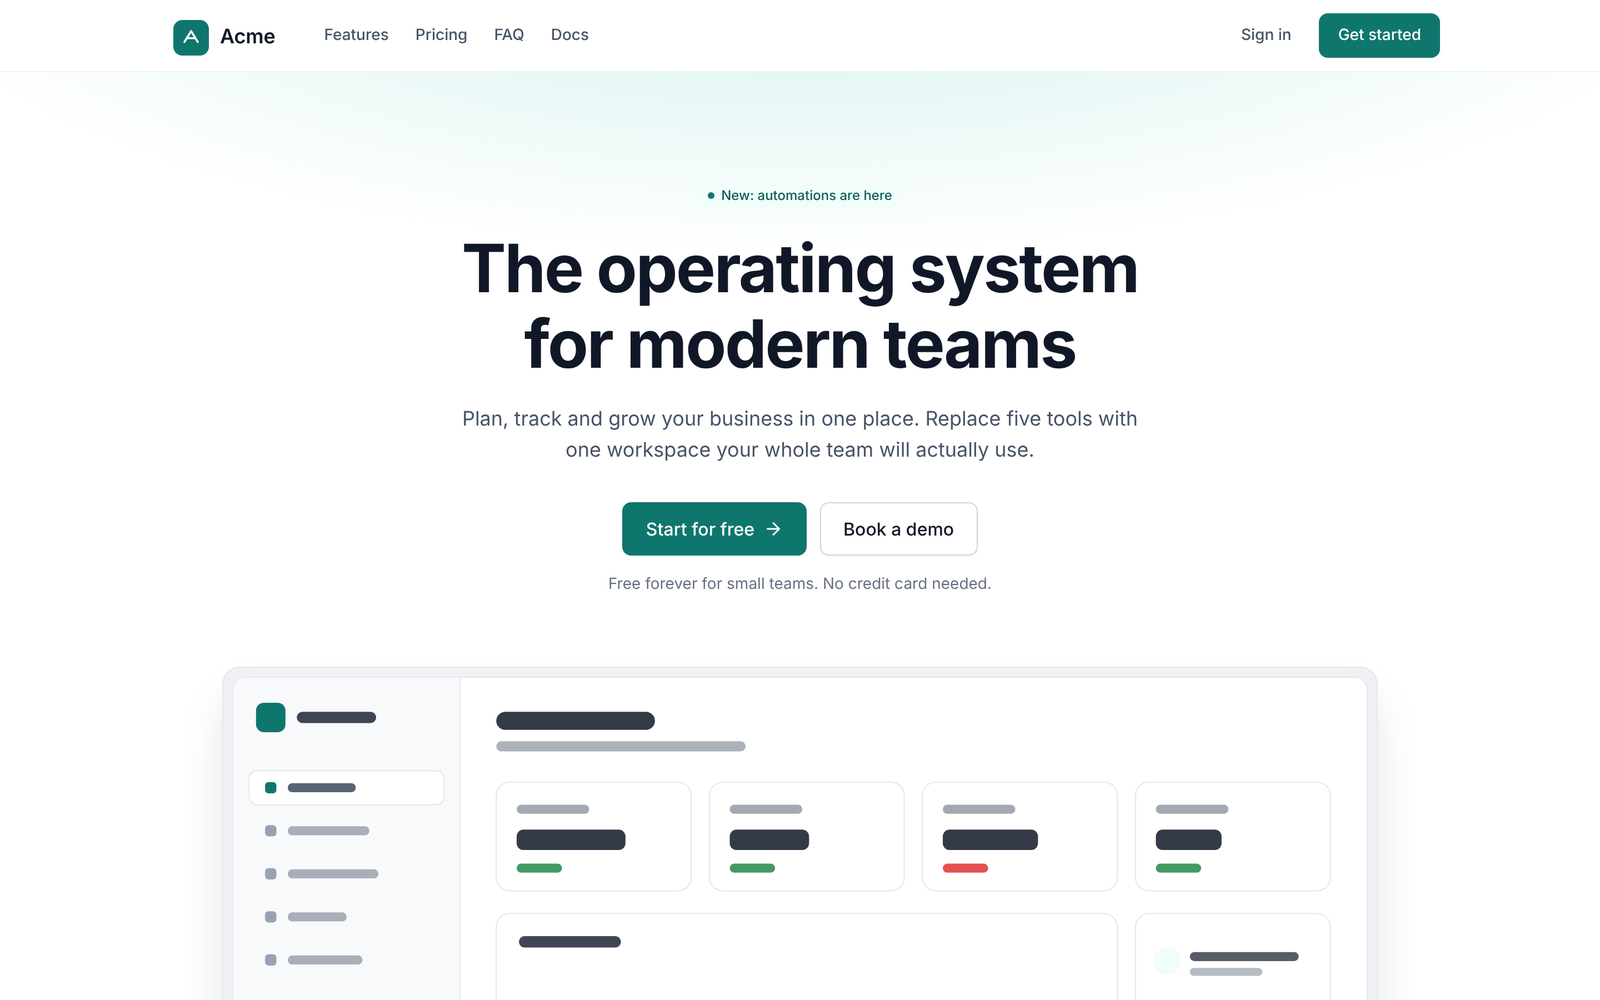 Acme
Features
Pricing
FAQ
Docs
Sign in
Get started
New: automations are here
The operating system
for modern teams
Plan, track and grow your business in one place. Replace five tools with
one workspace your whole team will actually use.
Start for free
Book a demo
Free forever for small teams. No credit card needed.